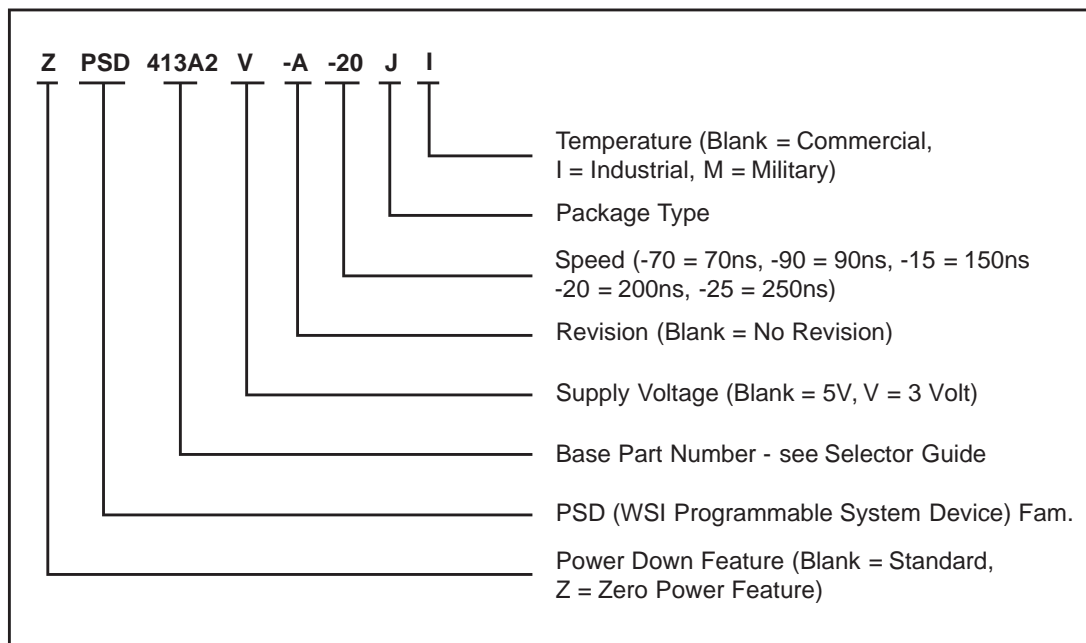 Z PSD 413A2 V -A -20 J I
Temperature (Blank = Commercial,
I = Industrial, M = Military)
Package Type
Speed (-70 = 70ns, -90 = 90ns, -15 = 150ns
-20 = 200ns, -25 = 250ns)
Revision (Blank = No Revision)
Supply Voltage (Blank = 5V, V = 3 Volt)
Base Part Number - see Selector Guide
PSD (WSI Programmable System Device) Fam.
Power Down Feature (Blank = Standard,
Z = Zero Power Feature)